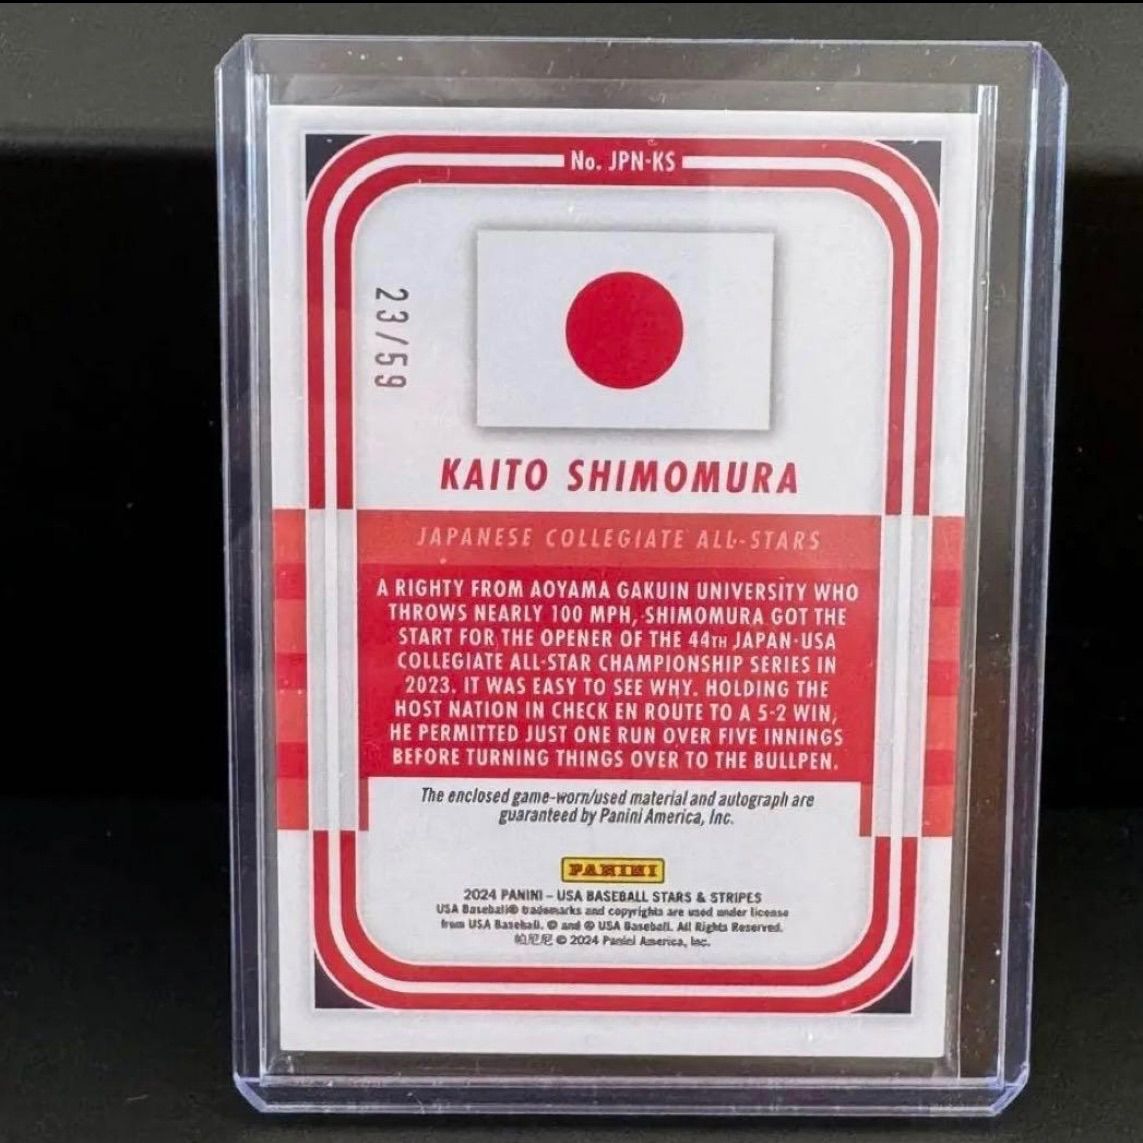 No. JPN-KS
23/59
KAITO SHIMOMURA
JAPANESE COLLEGIATE ALL-STARS
A RIGHTY FROM AOYAMA GAKUIN UNIVERSITY WHO
THROWS NEARLY 100 MPH, SHIMOMURA GOT THE
START FOR THE OPENER OF THE 44TH JAPAN-USA
COLLEGIATE ALL-STAR CHAMPIONSHIP SERIES IN
2023. IT WAS EASY TO SEE WHY. HOLDING THE
HOST NATION IN CHECK EN ROUTE TO A 5-2 WIN,
HE PERMITTED JUST ONE RUN OVER FIVE INNINGS
BEFORE TURNING THINGS OVER TO THE BULLPEN.
The enclosed game-worn/used material and autograph are
guaranteed by Panini America, Inc.
PANINI
2024 PANINI – USA BASEBALL STARS & STRIPES
USA Baseball® trademarks and copyrights are used under license
from USA Baseball. © and ® USA Baseball. All Rights Reserved.
帕尼尼 © 2024 Panini America, Inc.